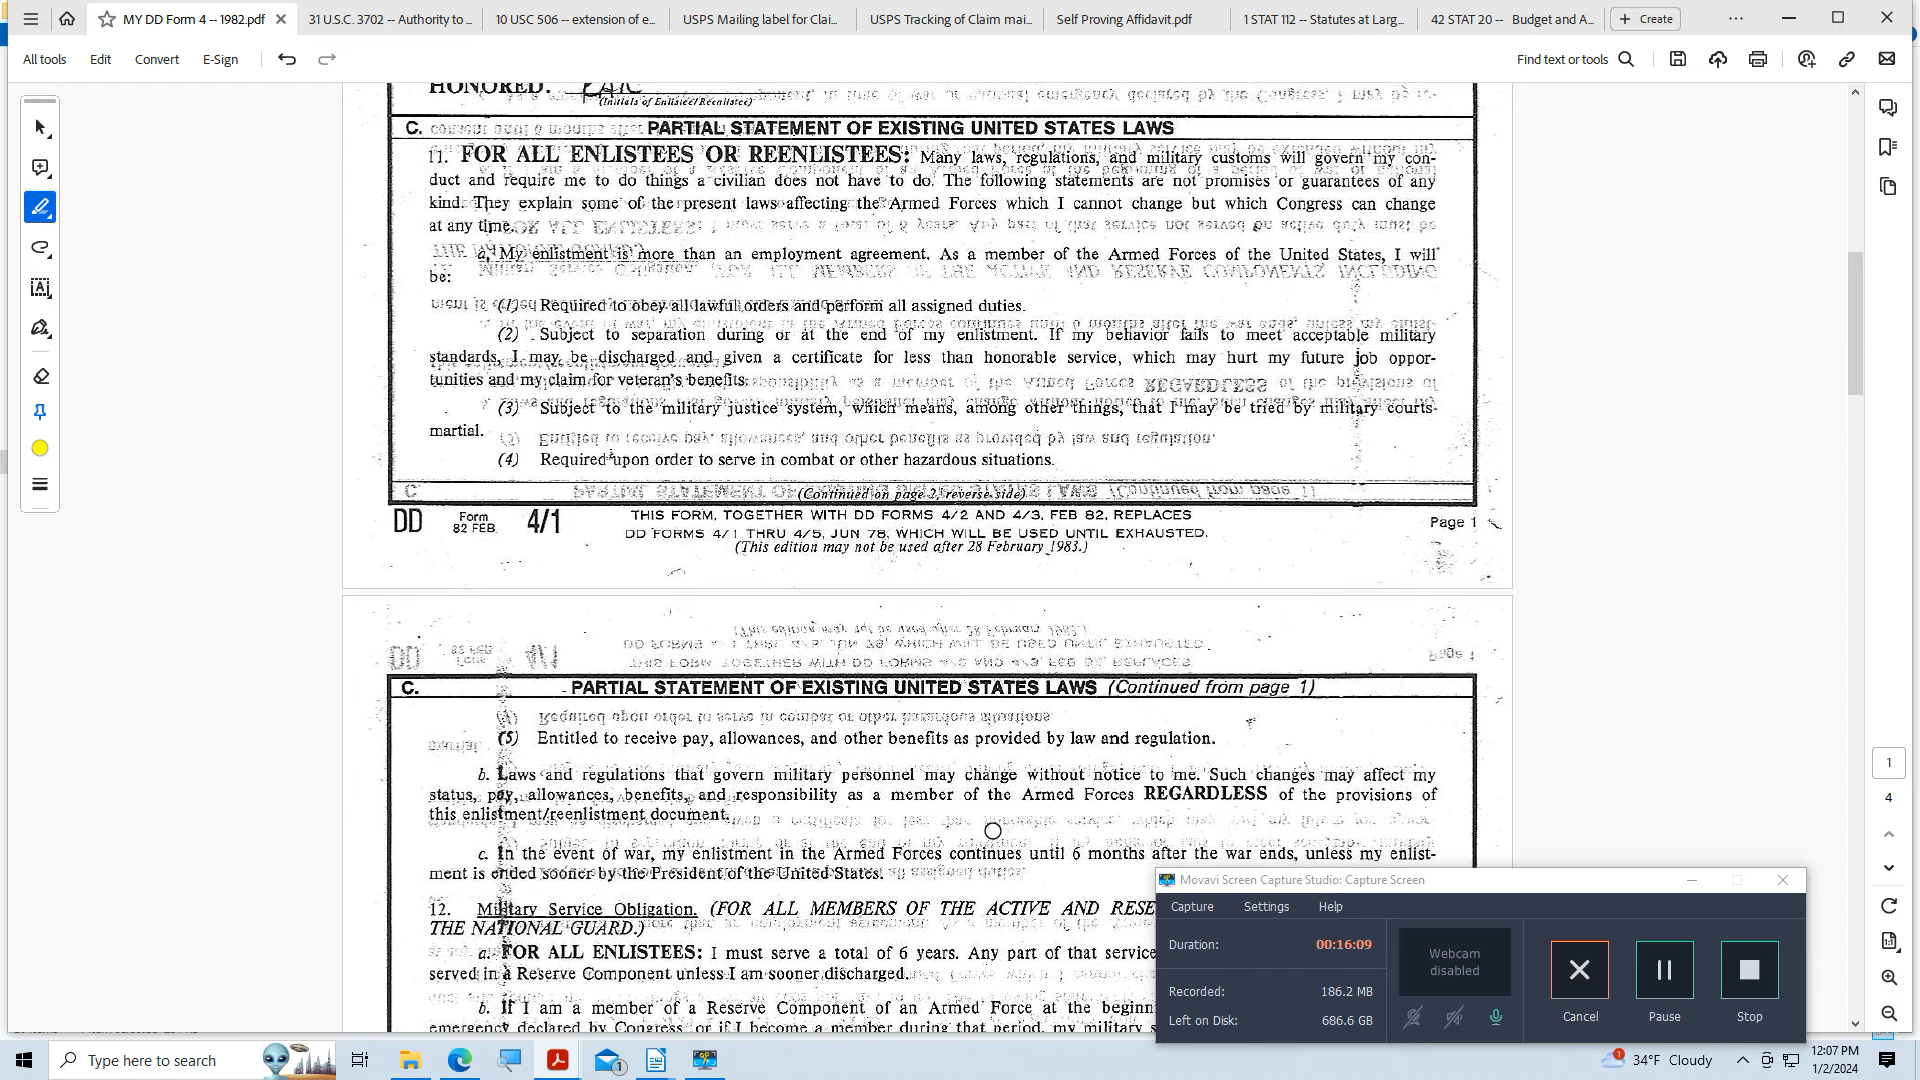 MY DD Form 4 -- 1982.pdf
31 U.S.C. 3702 -- Authority to ...
10 USC 506 -- extension of e...
USPS Mailing label for Clai...
USPS Tracking of Claim mai...
Self Proving Affidavit.pdf
1 STAT 112 -- Statutes at Larg...
42 STAT 20 -- Budget and A...
Create
All tools Edit Convert E-Sign
Find text or tools
HONORED:
(Initials of Enlistee/Reenlistee)
C. PARTIAL STATEMENT OF EXISTING UNITED STATES LAWS
11. FOR ALL ENLISTEES OR REENLISTEES: Many laws, regulations, and military customs will govern my con-
duct and require me to do things a civilian does not have to do. The following statements are not promises or guarantees of any
kind. They explain some of the present laws affecting the Armed Forces which I cannot change but which Congress can change
at any time.
a. My enlistment is more than an employment agreement. As a member of the Armed Forces of the United States, I will
be:
(1) Required to obey all lawful orders and perform all assigned duties.
(2) Subject to separation during or at the end of my enlistment. If my behavior fails to meet acceptable military
standards, I may be discharged and given a certificate for less than honorable service, which may hurt my future job oppor-
tunities and my claim for veteran's benefits.
(3) Subject to the military justice system, which means, among other things, that I may be tried by military courts-
martial.
(4) Required upon order to serve in combat or other hazardous situations.
C
(Continued on page 2, reverse side)
DD Form 82 FEB. 4/1
THIS FORM, TOGETHER WITH DD FORMS 4/2 AND 4/3, FEB 82, REPLACES
DD FORMS 4/1 THRU 4/5, JUN 78, WHICH WILL BE USED UNTIL EXHAUSTED.
(This edition may not be used after 28 February 1983.)
Page 1
C. PARTIAL STATEMENT OF EXISTING UNITED STATES LAWS (Continued from page 1)
(5) Entitled to receive pay, allowances, and other benefits as provided by law and regulation.
b. Laws and regulations that govern military personnel may change without notice to me. Such changes may affect my
status, pay, allowances, benefits, and responsibility as a member of the Armed Forces REGARDLESS of the provisions of
this enlistment/reenlistment document.
c. In the event of war, my enlistment in the Armed Forces continues until 6 months after the war ends, unless my enlist-
ment is ended sooner by the President of the United States.
12. Military Service Obligation. (FOR ALL MEMBERS OF THE ACTIVE AND RESE
THE NATIONAL GUARD.)
a. FOR ALL ENLISTEES: I must serve a total of 6 years. Any part of that service
served in a Reserve Component unless I am sooner discharged.
b. If I am a member of a Reserve Component of an Armed Force at the beginn
emergency declared by Congress, or if I become a member during that period, my military s
1
4
Movavi Screen Capture Studio: Capture Screen
Capture Settings Help
Duration: 00:16:09
Webcam
disabled
Recorded: 186.2 MB
Left on Disk: 686.6 GB
Cancel Pause Stop
Type here to search
1
1
34°F Cloudy
12:07 PM
1/2/2024